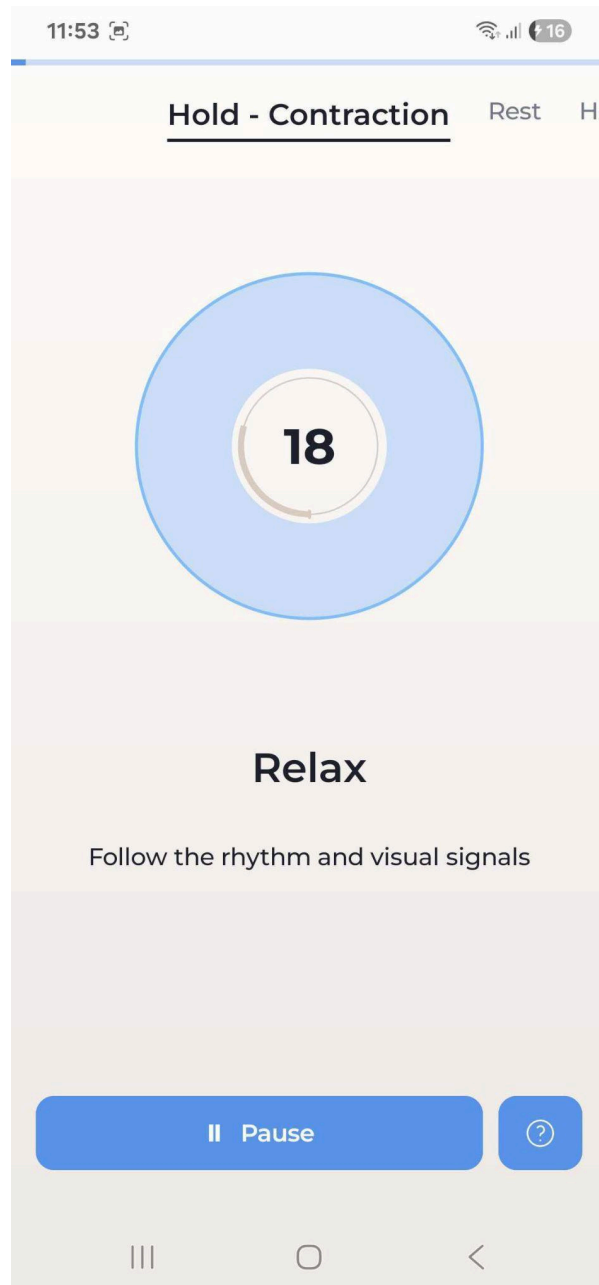 11:53
16
Hold - Contraction Rest H
18
Relax
Follow the rhythm and visual signals
Pause
?